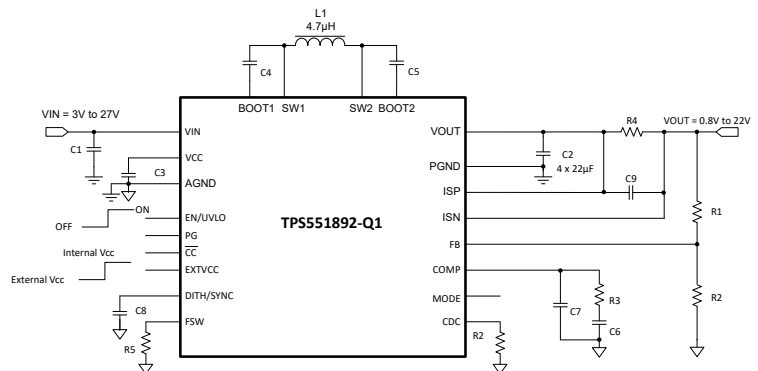 L1
4.7µH
C4
C5
BOOT1 SW1
SW2 BOOT2
VIN = 3V to 27V
C1
VIN
VCC
C3
AGND
ON
OFF
EN/UVLO
PG
Internal Vcc
CC
External Vcc
EXTVCC
DITH/SYNC
C8
FSW
R5
TPS551892-Q1
VOUT
R4
VOUT = 0.8V to 22V
C2
4 x 22µF
PGND
ISP
C9
ISN
R1
FB
COMP
R3
R2
C7
MODE
C6
CDC
R2